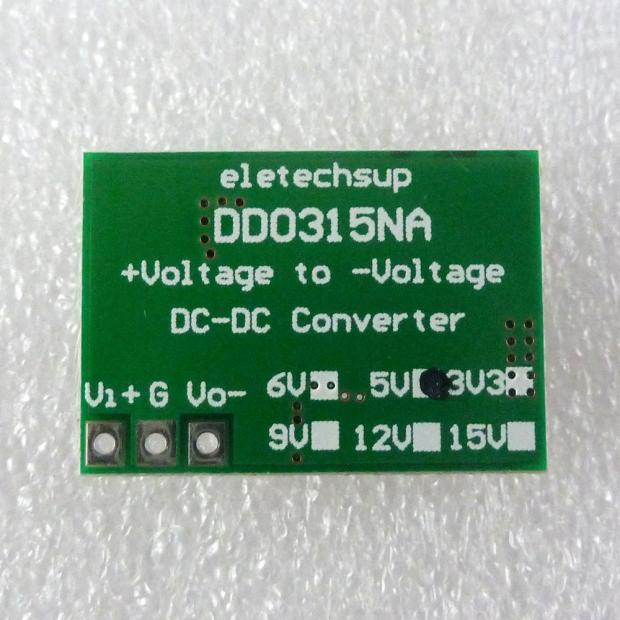 eletechsup
DD0315NA
+Voltage to -Voltage
DC-DC Converter
Vi+ G Vo- 6V 5V 3V3
9V 12V 15V